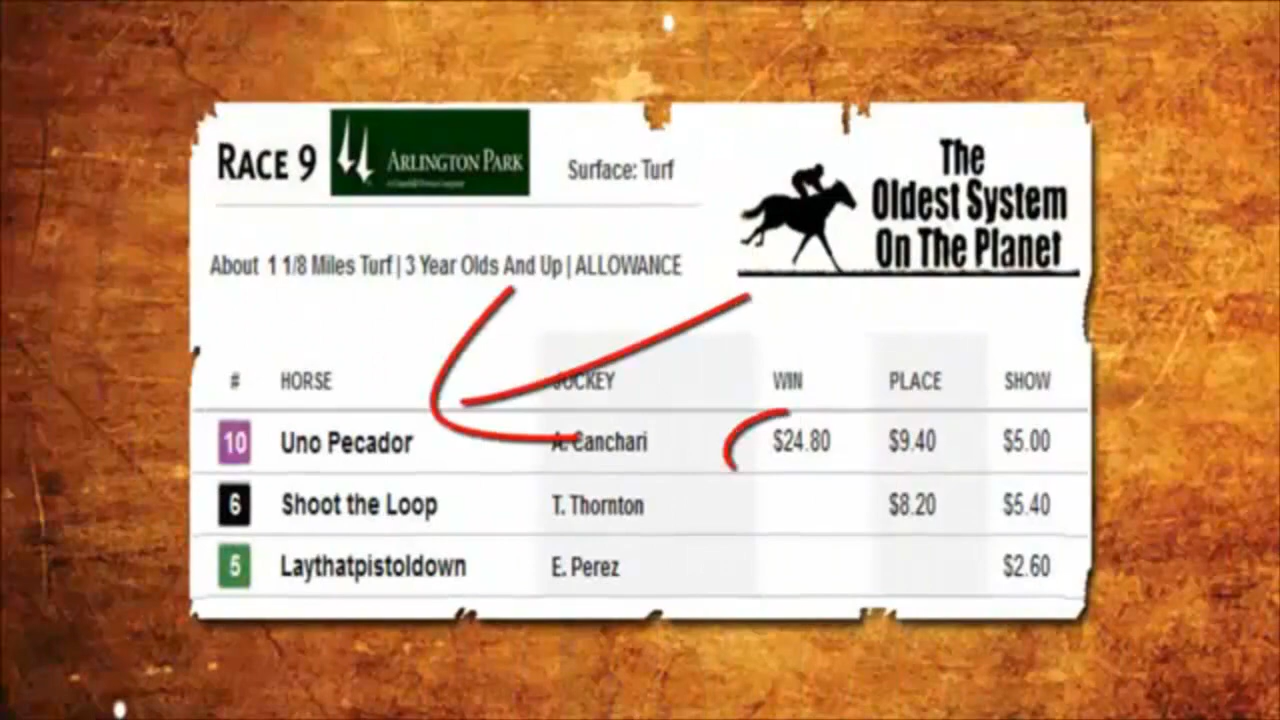 RACE 9
ARLINGTON PARK
Surface: Turf
The
Oldest System
On The Planet
About 1 1/8 Miles Turf | 3 Year Olds And Up | ALLOWANCE
# HORSE JOCKEY WIN PLACE SHOW
10 Uno Pecador A. Canchari $24.80 $9.40 $5.00
6 Shoot the Loop T. Thornton $8.20 $5.40
5 Laythatpistoldown E. Perez $2.60